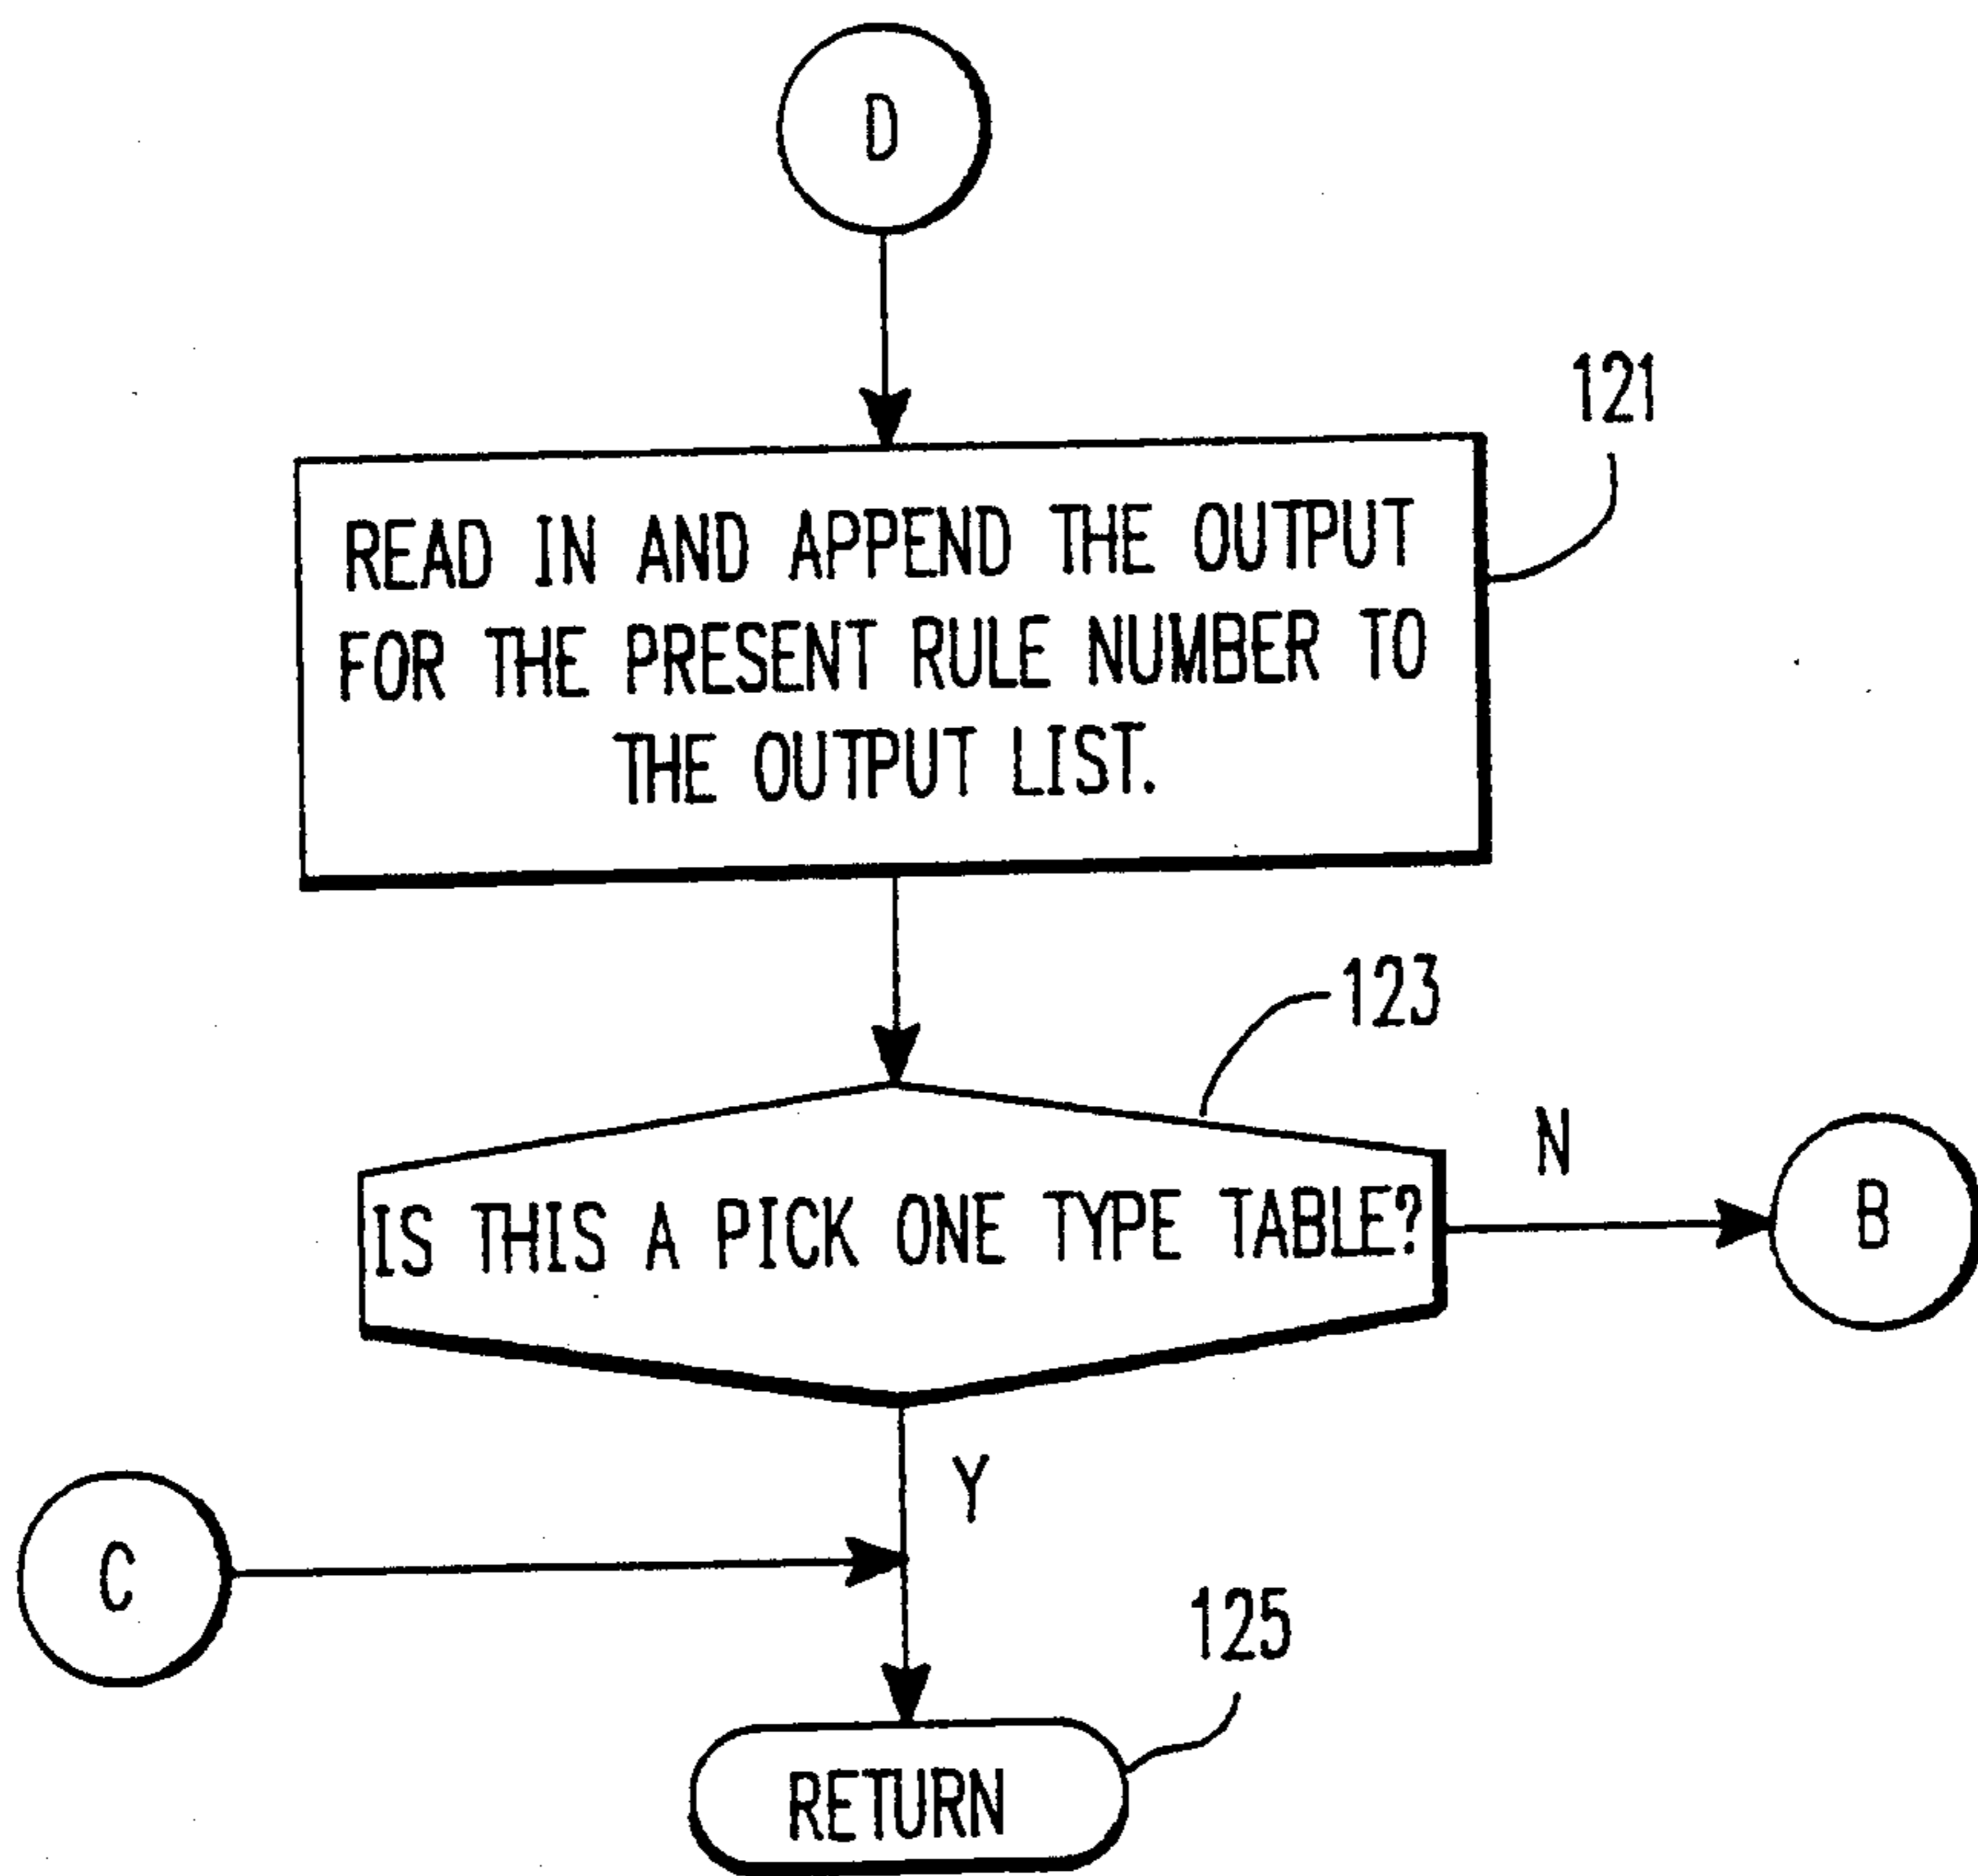 D
121
READ IN AND APPEND THE OUTPUT
FOR THE PRESENT RULE NUMBER TO
THE OUTPUT LIST.
123
IS THIS A PICK ONE TYPE TABLE?
N
B
Y
C
125
RETURN